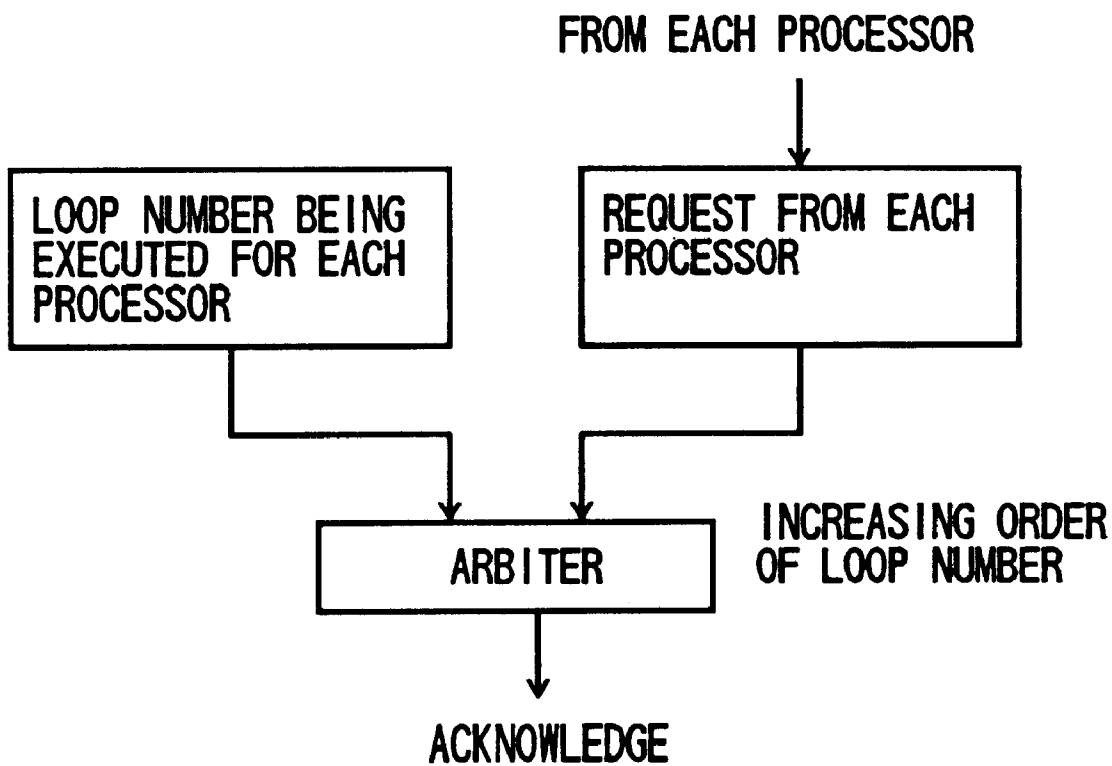 FROM EACH PROCESSOR
LOOP NUMBER BEING
EXECUTED FOR EACH
PROCESSOR
REQUEST FROM EACH
PROCESSOR
ARBITER
INCREASING ORDER
OF LOOP NUMBER
ACKNOWLEDGE